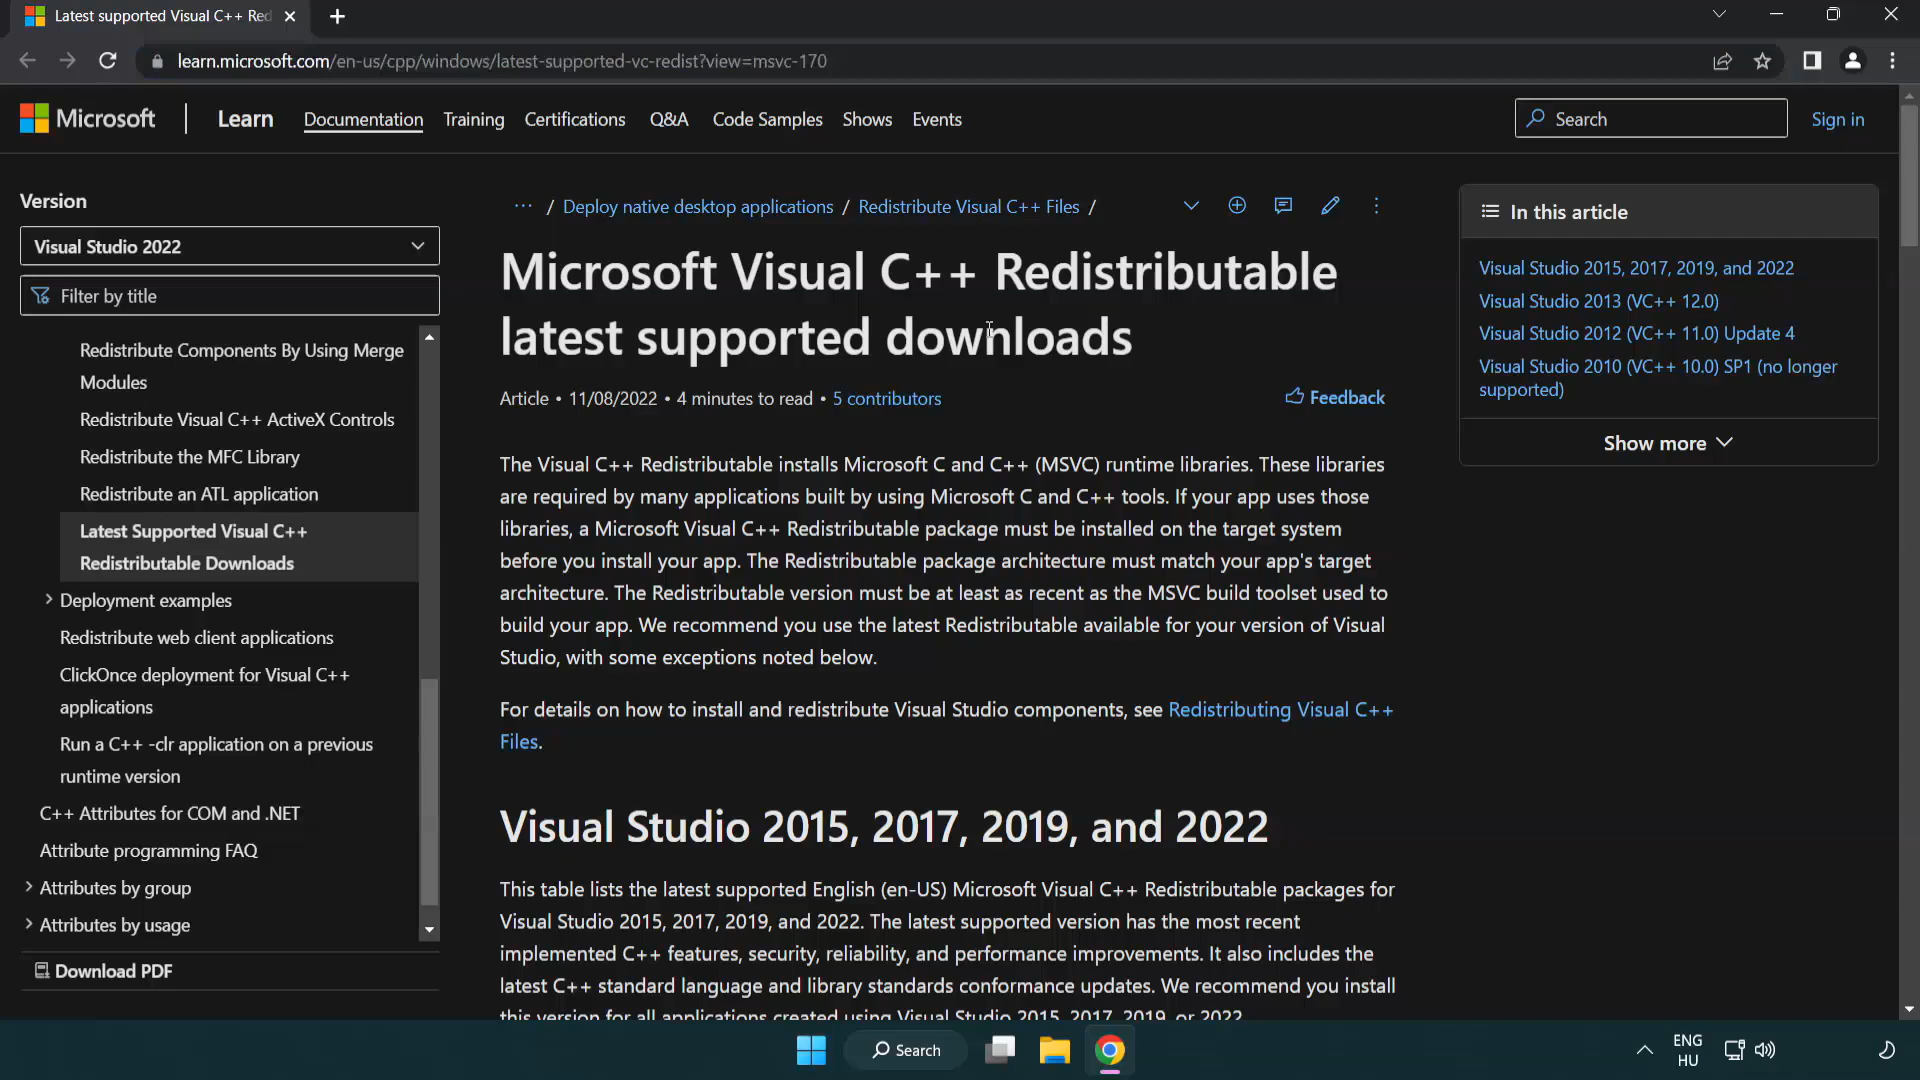 Latest supported Visual C++ Red
learn.microsoft.com/en-us/cpp/windows/latest-supported-vc-redist?view=msvc-170
Microsoft
Learn
Documentation
Training
Certifications
Q&A
Code Samples
Shows
Events
Search
Sign in
Version
Visual Studio 2022
Filter by title
Redistribute Components By Using Merge
Modules
Redistribute Visual C++ ActiveX Controls
Redistribute the MFC Library
Redistribute an ATL application
Latest Supported Visual C++
Redistributable Downloads
Deployment examples
Redistribute web client applications
ClickOnce deployment for Visual C++
applications
Run a C++ -clr application on a previous
runtime version
C++ Attributes for COM and .NET
Attribute programming FAQ
Attributes by group
Attributes by usage
Download PDF
··· / Deploy native desktop applications / Redistribute Visual C++ Files /
Microsoft Visual C++ Redistributable
latest supported downloads
Article • 11/08/2022 • 4 minutes to read • 5 contributors
Feedback
The Visual C++ Redistributable installs Microsoft C and C++ (MSVC) runtime libraries. These libraries
are required by many applications built by using Microsoft C and C++ tools. If your app uses those
libraries, a Microsoft Visual C++ Redistributable package must be installed on the target system
before you install your app. The Redistributable package architecture must match your app's target
architecture. The Redistributable version must be at least as recent as the MSVC build toolset used to
build your app. We recommend you use the latest Redistributable available for your version of Visual
Studio, with some exceptions noted below.
For details on how to install and redistribute Visual Studio components, see Redistributing Visual C++
Files.
Visual Studio 2015, 2017, 2019, and 2022
This table lists the latest supported English (en-US) Microsoft Visual C++ Redistributable packages for
Visual Studio 2015, 2017, 2019, and 2022. The latest supported version has the most recent
implemented C++ features, security, reliability, and performance improvements. It also includes the
latest C++ standard language and library standards conformance updates. We recommend you install
this version for all applications created using Visual Studio 2015, 2017, 2019, or 2022.
In this article
Visual Studio 2015, 2017, 2019, and 2022
Visual Studio 2013 (VC++ 12.0)
Visual Studio 2012 (VC++ 11.0) Update 4
Visual Studio 2010 (VC++ 10.0) SP1 (no longer
supported)
Show more
Search
ENG
HU